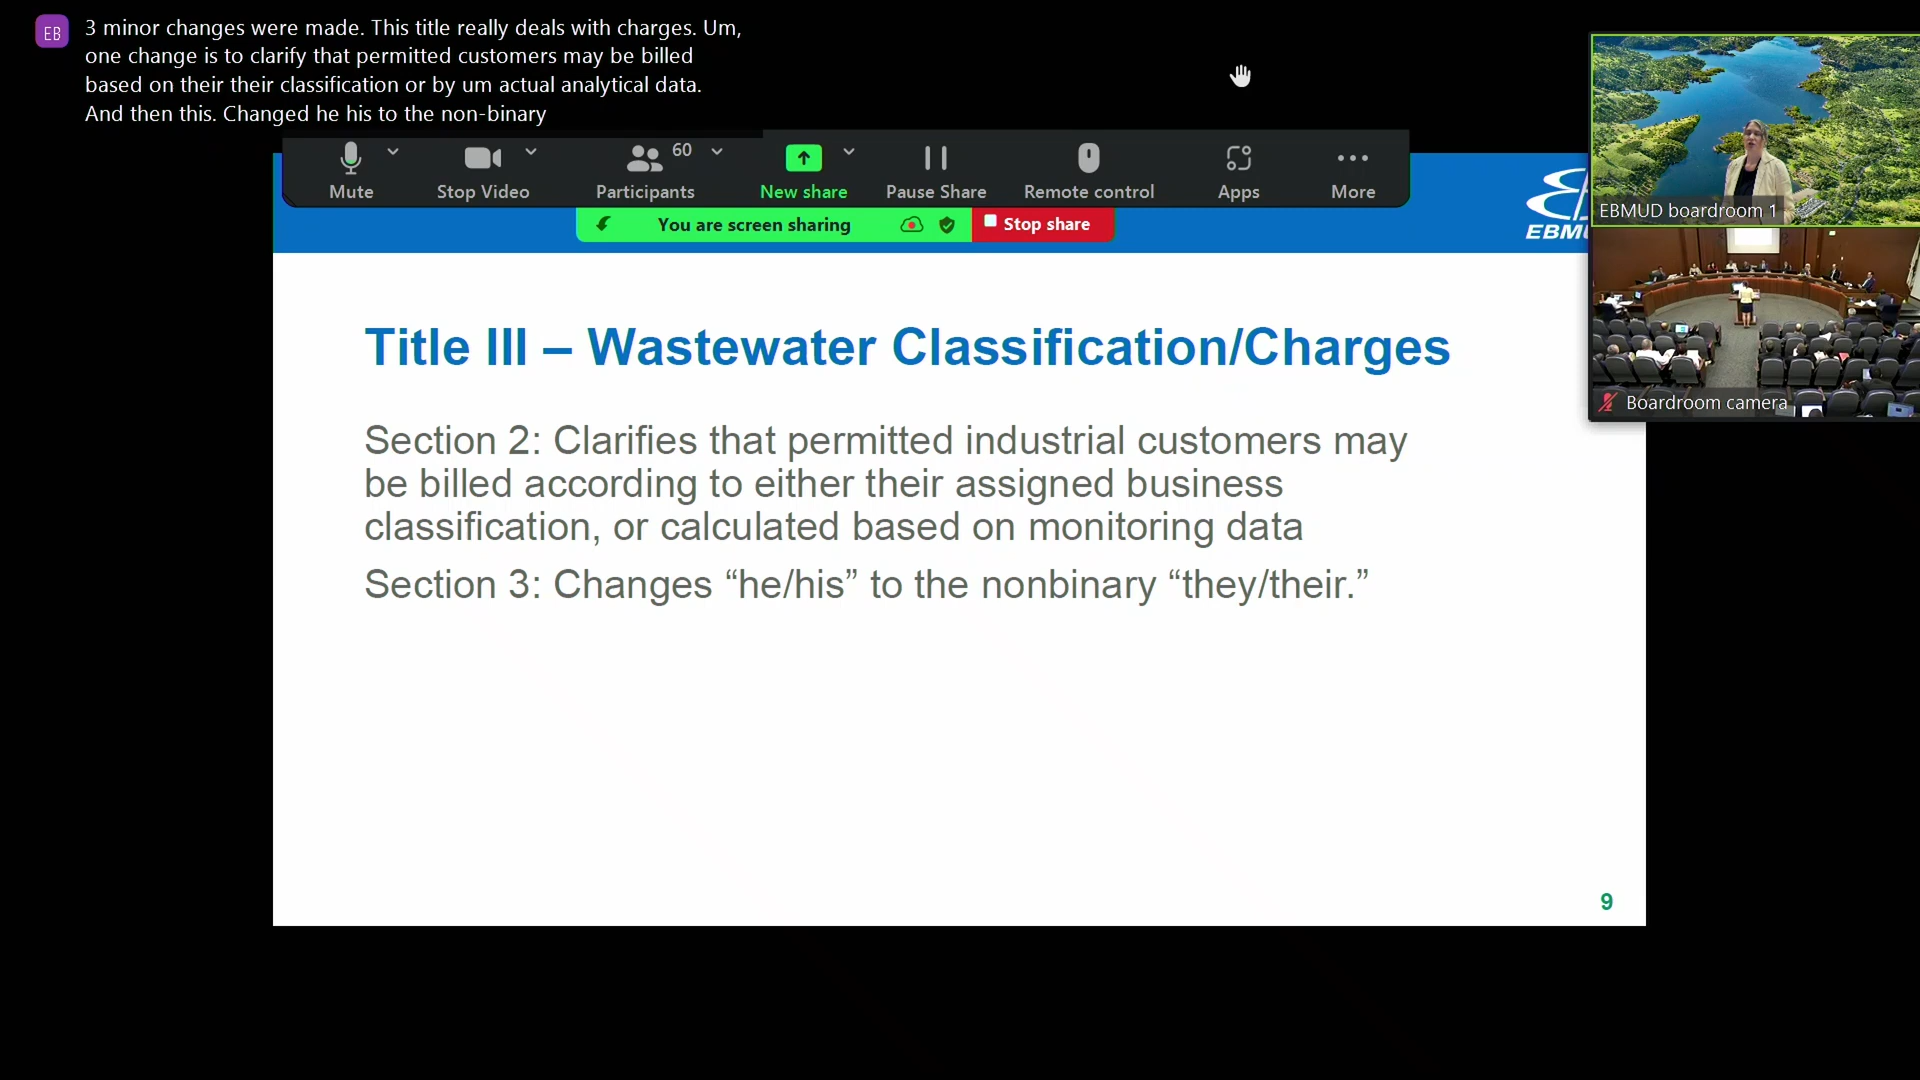 EB
3 minor changes were made. This title really deals with charges. Um,
one change is to clarify that permitted customers may be billed
based on their their classification or by um actual analytical data.
And then this. Changed he his to the non-binary
Mute
Stop Video
Participants
60
New share
Pause Share
Remote control
Apps
More
You are screen sharing
Stop share
EBMUD boardroom 1
Boardroom camera
Title III – Wastewater Classification/Charges
Section 2: Clarifies that permitted industrial customers may
be billed according to either their assigned business
classification, or calculated based on monitoring data
Section 3: Changes “he/his” to the nonbinary “they/their.”
9